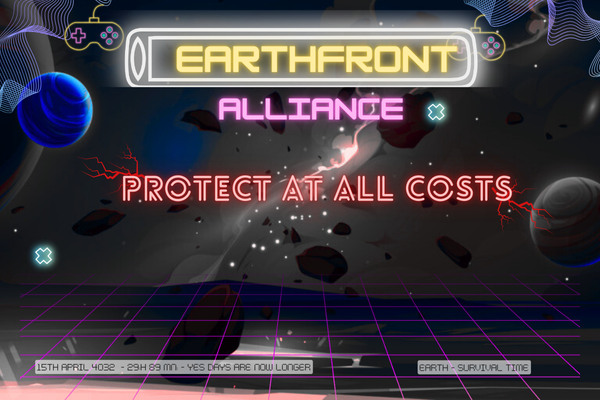 EARTHFRONT
ALLIANCE
PROTECT AT ALL COSTS
15TH APRIL 4032 - 29H 89 MN - YES DAYS ARE NOW LONGER
EARTH - SURVIVAL TIME